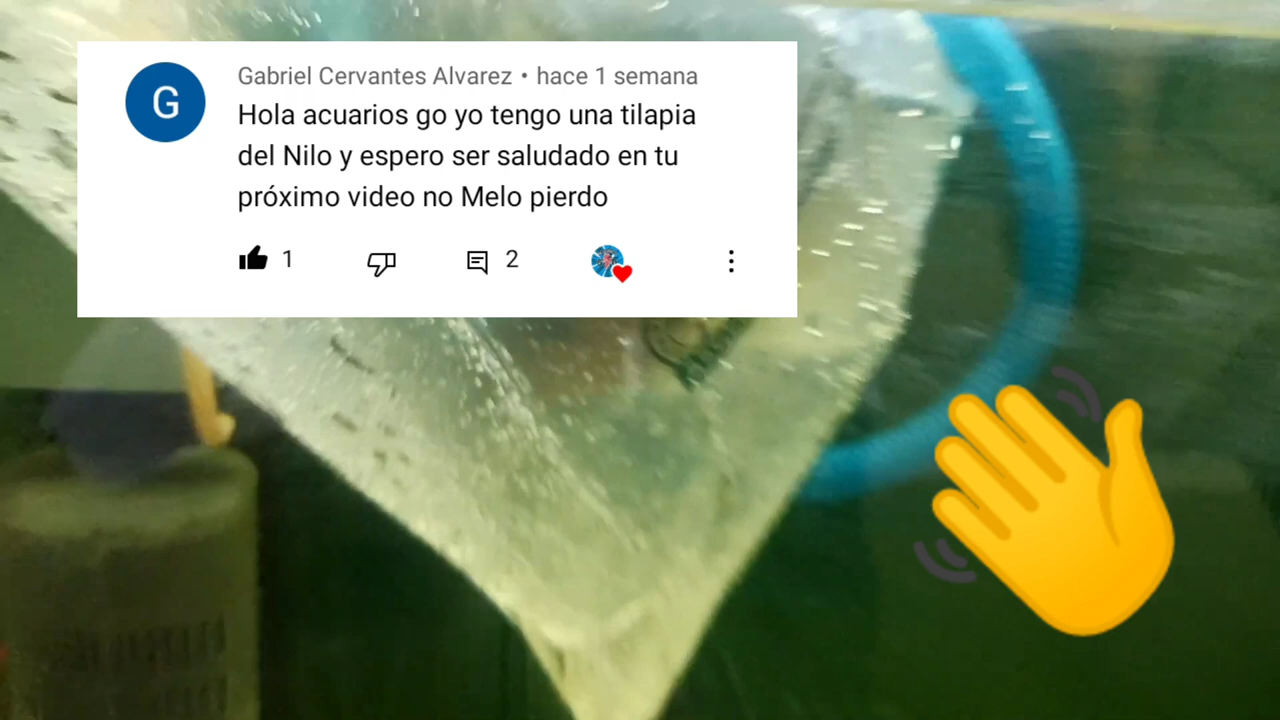 G
Gabriel Cervantes Alvarez • hace 1 semana
Hola acuarios go yo tengo una tilapia
del Nilo y espero ser saludado en tu
próximo video no Melo pierdo
1
2